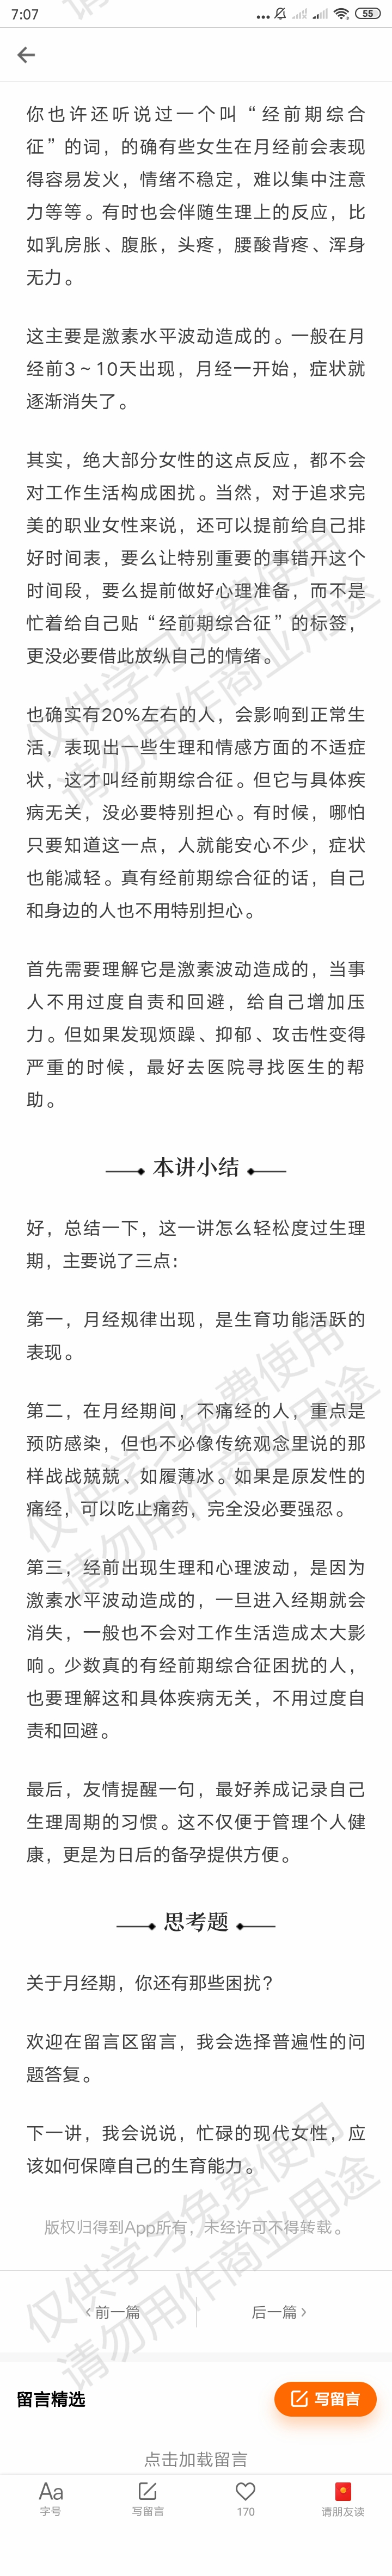 7:07
55
你也许还听说过一个叫“经前期综合
征”的词，的确有些女生在月经前会表现
得容易发火，情绪不稳定，难以集中注意
力等等。有时也会伴随生理上的反应，比
如乳房胀、腹胀，头疼，腰酸背疼、浑身
无力。
这主要是激素水平波动造成的。一般在月
经前3～10天出现，月经一开始，症状就
逐渐消失了。
其实，绝大部分女性的这点反应，都不会
对工作生活构成困扰。当然，对于追求完
美的职业女性来说，还可以提前给自己排
好时间表，要么让特别重要的事错开这个
时间段，要么提前做好心理准备，而不是
忙着给自己贴“经前期综合征”的标签，
更没必要借此放纵自己的情绪。
也确实有20%左右的人，会影响到正常生
活，表现出一些生理和情感方面的不适症
状，这才叫经前期综合征。但它与具体疾
病无关，没必要特别担心。有时候，哪怕
只要知道这一点，人就能安心不少，症状
也能减轻。真有经前期综合征的话，自己
和身边的人也不用特别担心。
首先需要理解它是激素波动造成的，当事
人不用过度自责和回避，给自己增加压
力。但如果发现烦躁、抑郁、攻击性变得
严重的时候，最好去医院寻找医生的帮
助。
本讲小结
好，总结一下，这一讲怎么轻松度过生理
期，主要说了三点：
第一，月经规律出现，是生育功能活跃的
表现。
第二，在月经期间，不痛经的人，重点是
预防感染，但也不必像传统观念里说的那
样战战兢兢、如履薄冰。如果是原发性的
痛经，可以吃止痛药，完全没必要强忍。
第三，经前出现生理和心理波动，是因为
激素水平波动造成的，一旦进入经期就会
消失，一般也不会对工作生活造成太大影
响。少数真的有经前期综合征困扰的人，
也要理解这和具体疾病无关，不用过度自
责和回避。
最后，友情提醒一句，最好养成记录自己
生理周期的习惯。这不仅便于管理个人健
康，更是为日后的备孕提供方便。
思考题
关于月经期，你还有那些困扰？
欢迎在留言区留言，我会选择普遍性的问
题答复。
下一讲，我会说说，忙碌的现代女性，应
该如何保障自己的生育能力。
版权归得到App所有，未经许可不得转载。
‹ 前一篇
后一篇 ›
留言精选
写留言
点击加载留言
Aa
字号
写留言
170
请朋友读
仅供学习免费使用
请勿用作商业用途
仅供学习免费使用
请勿用作商业用途
仅供学习免费使用
请勿用作商业用途